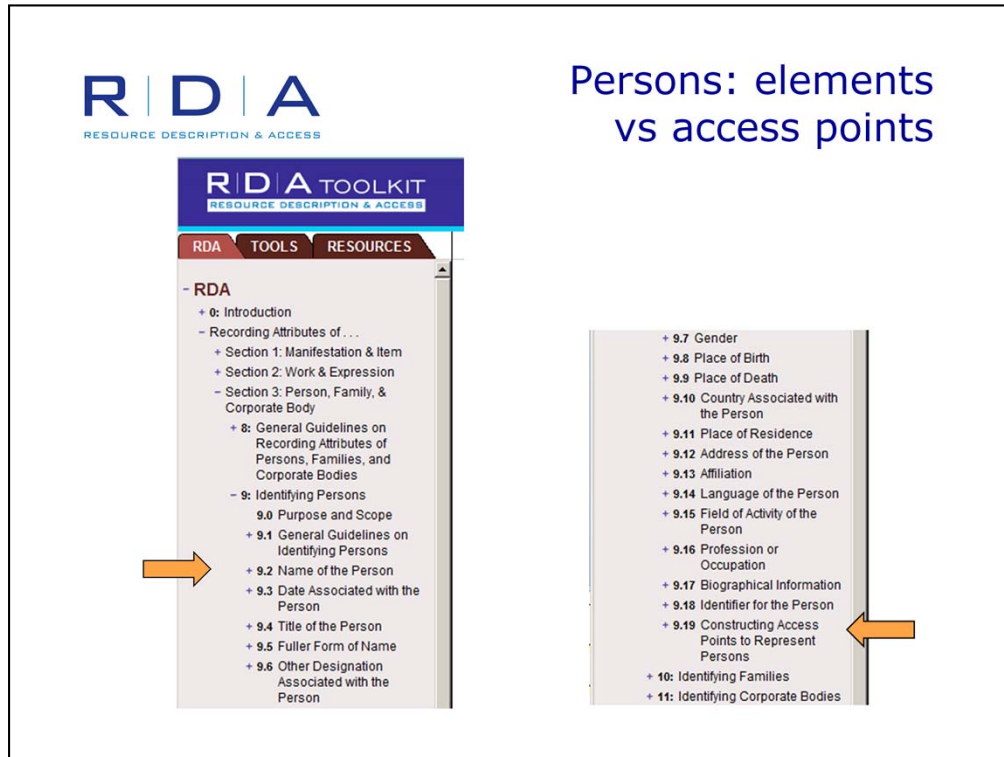 R | D | A
RESOURCE DESCRIPTION & ACCESS
Persons: elements
vs access points
R|D|A TOOLKIT
RESOURCE DESCRIPTION & ACCESS
RDA TOOLS RESOURCES
- RDA
+ 0: Introduction
- Recording Attributes of . . .
+ Section 1: Manifestation & Item
+ Section 2: Work & Expression
- Section 3: Person, Family, &
Corporate Body
+ 8: General Guidelines on
Recording Attributes of
Persons, Families, and
Corporate Bodies
- 9: Identifying Persons
9.0 Purpose and Scope
+ 9.1 General Guidelines on
Identifying Persons
+ 9.2 Name of the Person
+ 9.3 Date Associated with the
Person
+ 9.4 Title of the Person
+ 9.5 Fuller Form of Name
+ 9.6 Other Designation
Associated with the
Person
+ 9.7 Gender
+ 9.8 Place of Birth
+ 9.9 Place of Death
+ 9.10 Country Associated with
the Person
+ 9.11 Place of Residence
+ 9.12 Address of the Person
+ 9.13 Affiliation
+ 9.14 Language of the Person
+ 9.15 Field of Activity of the
Person
+ 9.16 Profession or
Occupation
+ 9.17 Biographical Information
+ 9.18 Identifier for the Person
+ 9.19 Constructing Access
Points to Represent
Persons
+ 10: Identifying Families
+ 11: Identifying Corporate Bodies